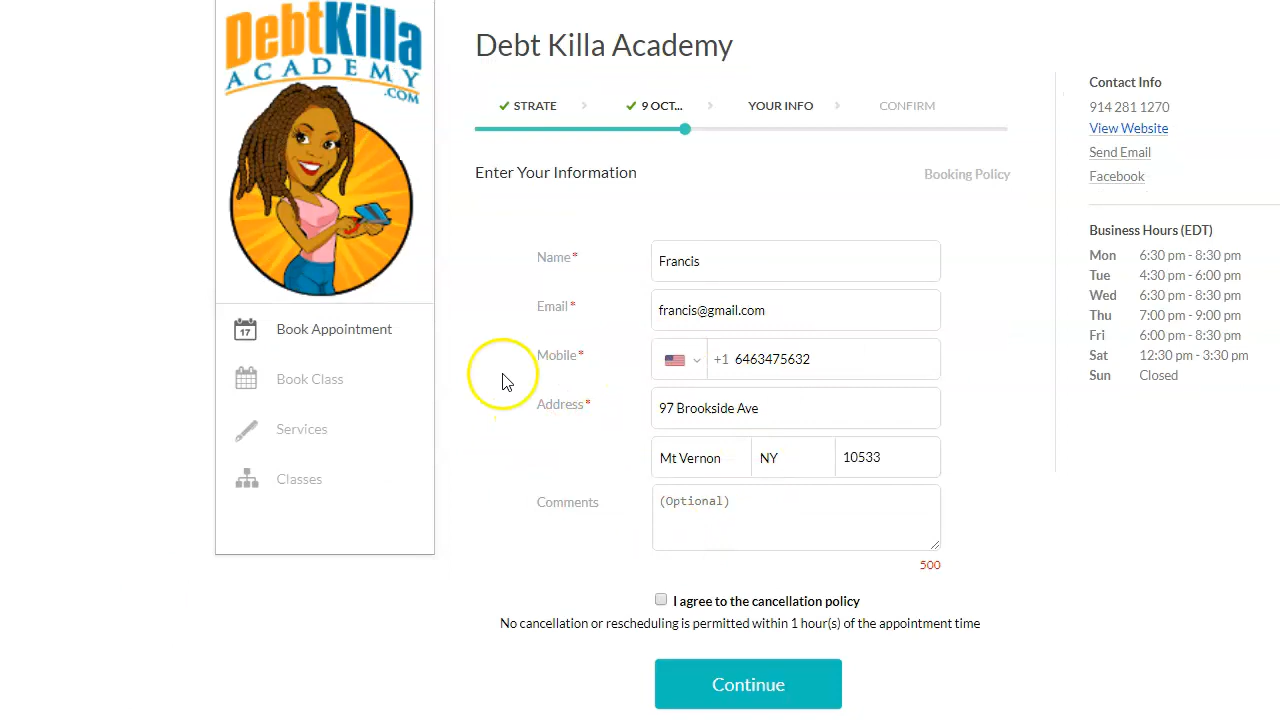 DebtKilla
ACADEMY
.COM
17
Book Appointment
Book Class
Services
Classes
Debt Killa Academy
STRATE
9 OCT...
YOUR INFO
CONFIRM
Enter Your Information
Booking Policy
Name*
Francis
Email*
francis@gmail.com
Mobile*
+1 6463475632
Address*
97 Brookside Ave
Mt Vernon
NY
10533
Comments
(Optional)
500
I agree to the cancellation policy
No cancellation or rescheduling is permitted within 1 hour(s) of the appointment time
Continue
Contact Info
914 281 1270
View Website
Send Email
Facebook
Business Hours (EDT)
Mon 6:30 pm - 8:30 pm
Tue 4:30 pm - 6:00 pm
Wed 6:30 pm - 8:30 pm
Thu 7:00 pm - 9:00 pm
Fri 6:00 pm - 8:30 pm
Sat 12:30 pm - 3:30 pm
Sun Closed